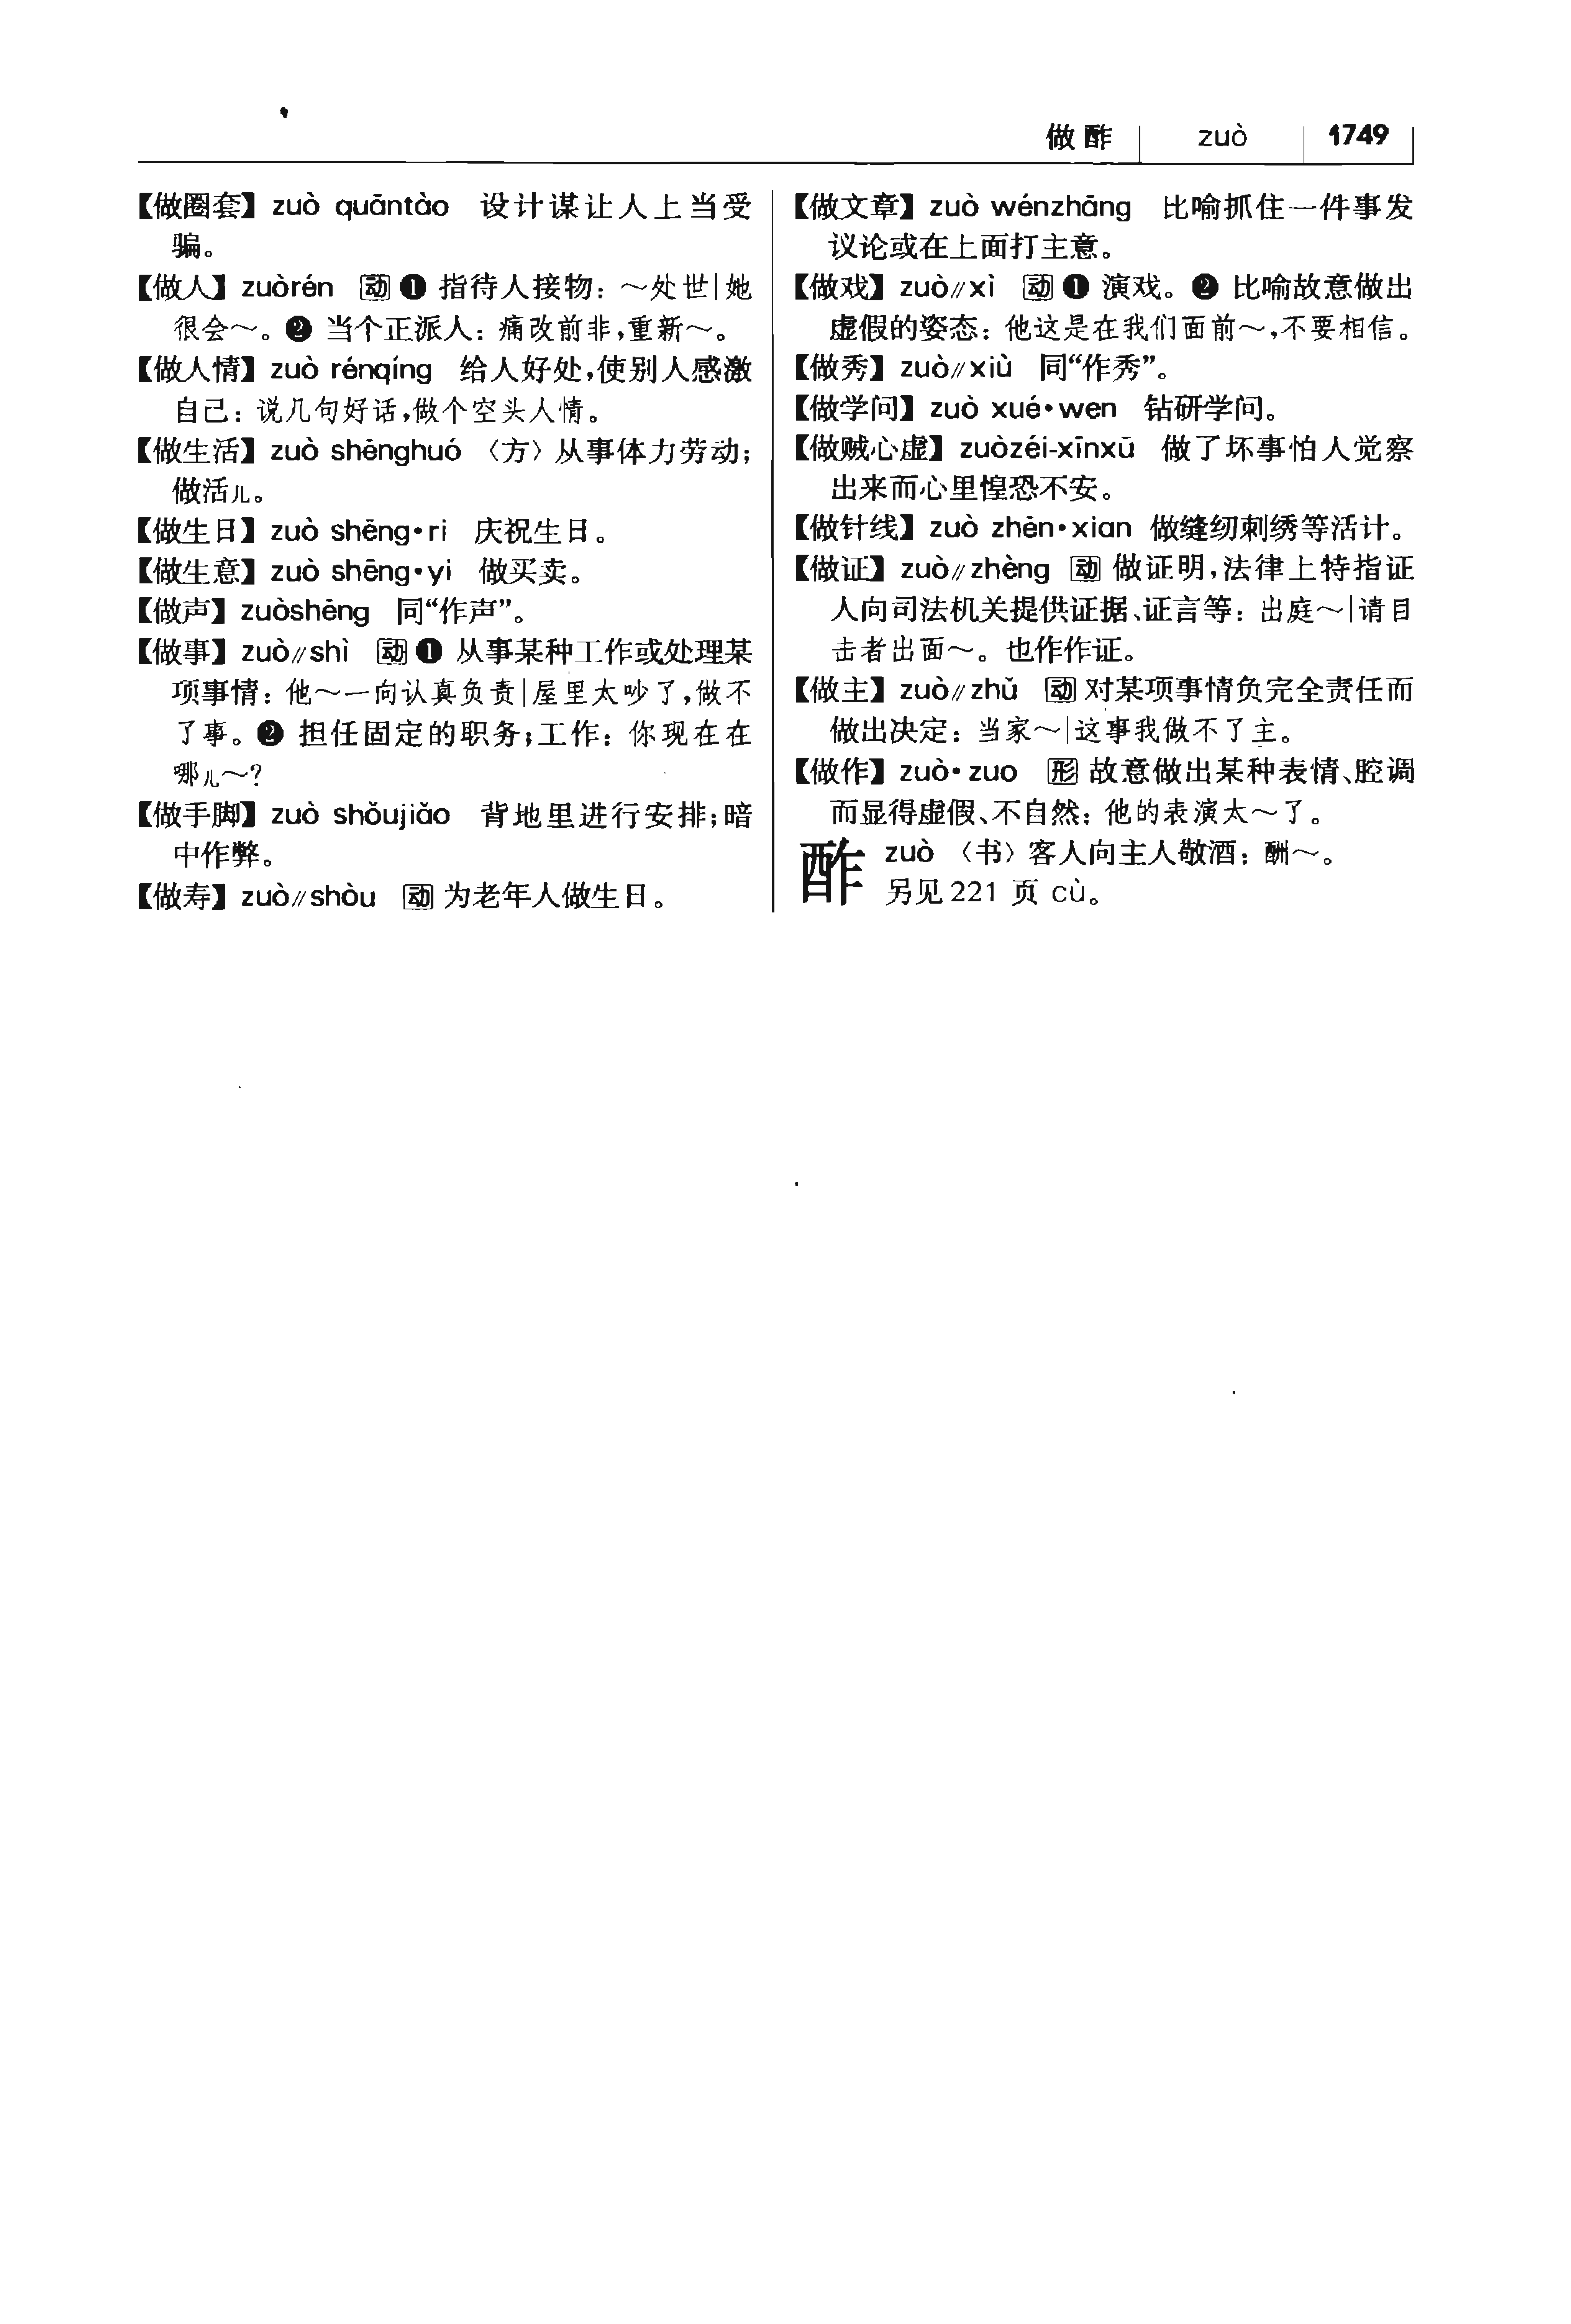 做 酢 zuò 1749
【做圈套】 zuò quāntào 设计谋让人上当受
骗。
【做人】 zuòrén 动 ❶ 指待人接物：～处世|她
很会～。❷ 当个正派人：痛改前非，重新～。
【做人情】 zuò rénqíng 给人好处，使别人感激
自己：说几句好话，做个空头人情。
【做生活】 zuò shēnghuó 〈方〉从事体力劳动；
做活儿。
【做生日】 zuò shēng•ri 庆祝生日。
【做生意】 zuò shēng•yi 做买卖。
【做声】 zuòshēng 同“作声”。
【做事】 zuò//shì 动 ❶ 从事某种工作或处理某
项事情：他～一向认真负责|屋里太吵了，做不
了事。❷ 担任固定的职务；工作：你现在在
哪儿～？
【做手脚】 zuò shǒujiǎo 背地里进行安排；暗
中作弊。
【做寿】 zuò//shòu 动 为老年人做生日。
【做文章】 zuò wénzhāng 比喻抓住一件事发
议论或在上面打主意。
【做戏】 zuò//xì 动 ❶ 演戏。❷ 比喻故意做出
虚假的姿态：他这是在我们面前～，不要相信。
【做秀】 zuò//xiù 同“作秀”。
【做学问】 zuò xué•wen 钻研学问。
【做贼心虚】 zuòzéi-xīnxū 做了坏事怕人觉察
出来而心里惶恐不安。
【做针线】 zuò zhēn•xian 做缝纫刺绣等活计。
【做证】 zuò//zhèng 动 做证明，法律上特指证
人向司法机关提供证据、证言等：出庭～|请目
击者出面～。也作作证。
【做主】 zuò//zhǔ 动 对某项事情负完全责任而
做出决定：当家～|这事我做不了主。
【做作】 zuò•zuo 形 故意做出某种表情、腔调
而显得虚假、不自然：他的表演太～了。
酢 zuò 〈书〉客人向主人敬酒：酬～。
另见221 页 cù。